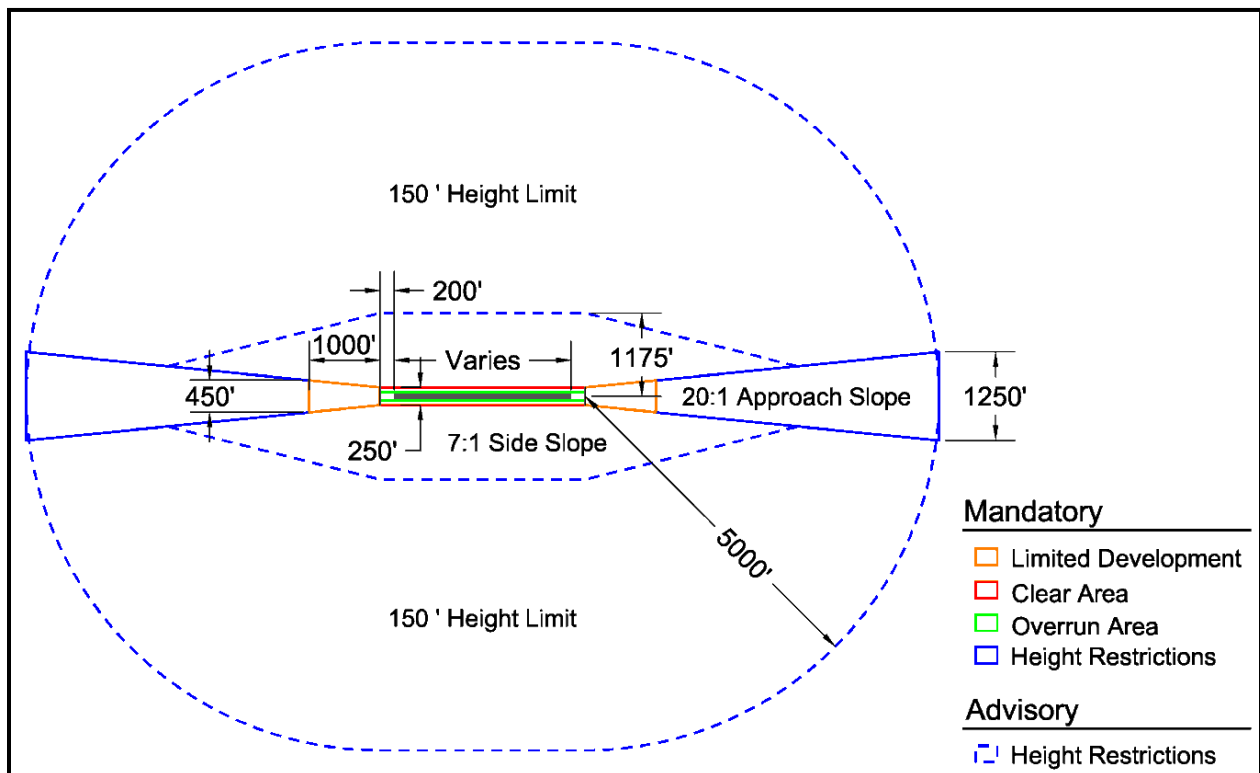 150 ' Height Limit
200'
1000'
Varies
1175'
450'
20:1 Approach Slope
1250'
250'
7:1 Side Slope
5000'
150 ' Height Limit
Mandatory
Limited Development
Clear Area
Overrun Area
Height Restrictions
Advisory
Height Restrictions